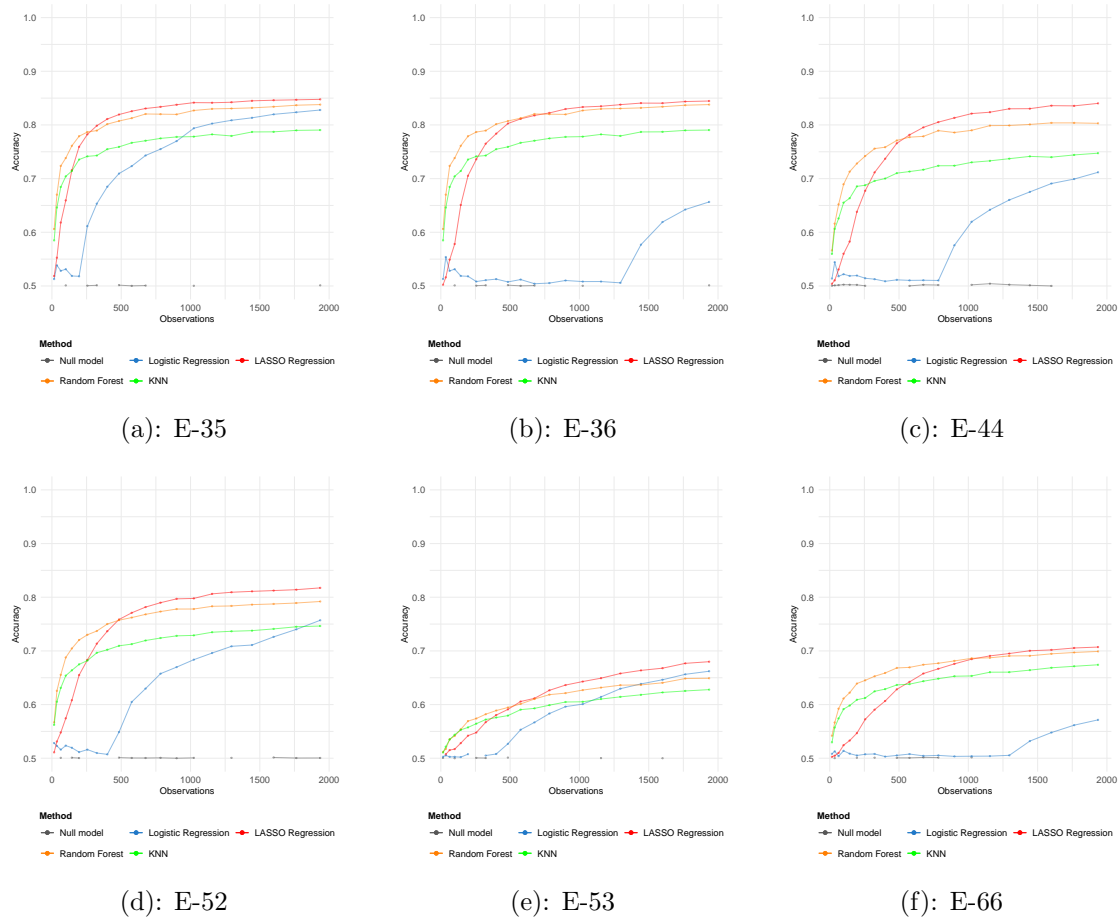 1.0
0.9
0.8
0.7
0.6
0.5
Accuracy
0 500 1000 1500 2000
Observations
Method
Null model Logistic Regression LASSO Regression
Random Forest KNN
(a): E-35
1.0
0.9
0.8
0.7
0.6
0.5
Accuracy
0 500 1000 1500 2000
Observations
Method
Null model Logistic Regression LASSO Regression
Random Forest KNN
(b): E-36
1.0
0.9
0.8
0.7
0.6
0.5
Accuracy
0 500 1000 1500 2000
Observations
Method
Null model Logistic Regression LASSO Regression
Random Forest KNN
(c): E-44
1.0
0.9
0.8
0.7
0.6
0.5
Accuracy
0 500 1000 1500 2000
Observations
Method
Null model Logistic Regression LASSO Regression
Random Forest KNN
(d): E-52
1.0
0.9
0.8
0.7
0.6
0.5
Accuracy
0 500 1000 1500 2000
Observations
Method
Null model Logistic Regression LASSO Regression
Random Forest KNN
(e): E-53
1.0
0.9
0.8
0.7
0.6
0.5
Accuracy
0 500 1000 1500 2000
Observations
Method
Null model Logistic Regression LASSO Regression
Random Forest KNN
(f): E-66